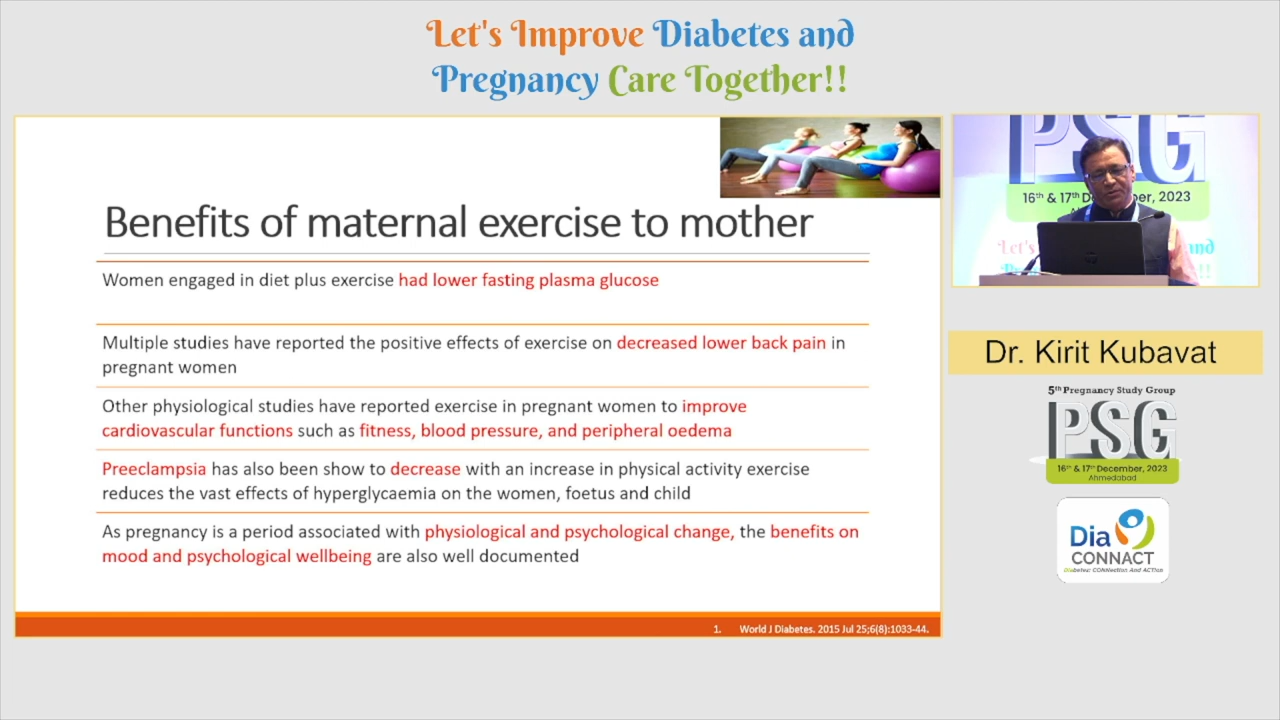 Let's Improve Diabetes and
Pregnancy Care Together!!
Benefits of maternal exercise to mother
Women engaged in diet plus exercise had lower fasting plasma glucose
Multiple studies have reported the positive effects of exercise on decreased lower back pain in
pregnant women
Other physiological studies have reported exercise in pregnant women to improve
cardiovascular functions such as fitness, blood pressure, and peripheral oedema
Preeclampsia has also been show to decrease with an increase in physical activity exercise
reduces the vast effects of hyperglycaemia on the women, foetus and child
As pregnancy is a period associated with physiological and psychological change, the benefits on
mood and psychological wellbeing are also well documented
1. World J Diabetes. 2015 Jul 25;6(8):1033-44.
PSG
16th & 17th December, 2023
Let's
and
Dr. Kirit Kubavat
5th Pregnancy Study Group
PSG
16th & 17th December, 2023
Ahmedabad
Dia
CONNACT
Diabetes: CONNection And ACTion